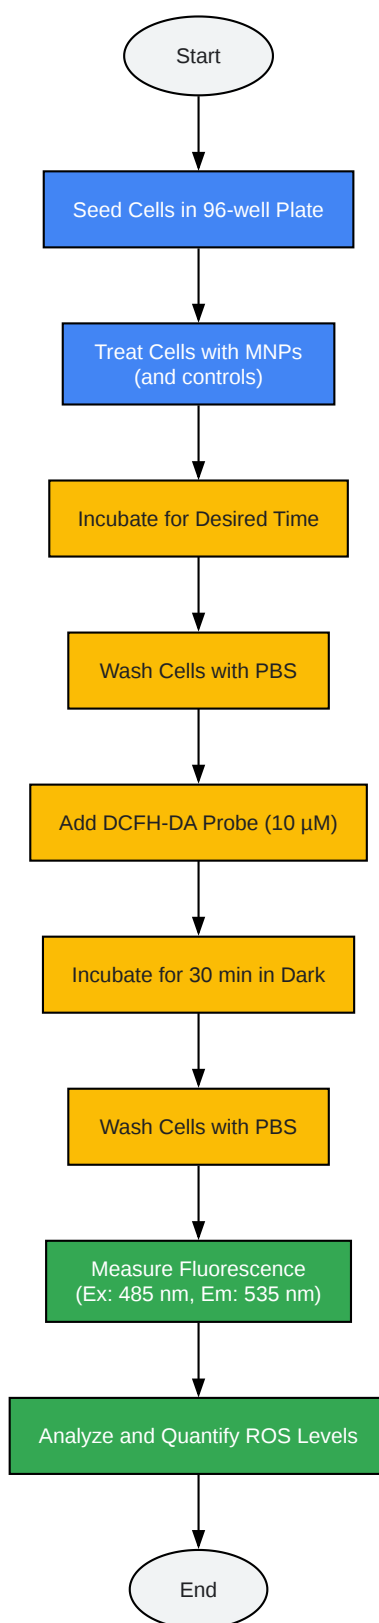 Start
Seed Cells in 96-well Plate
Treat Cells with MNPs
(and controls)
Incubate for Desired Time
Wash Cells with PBS
Add DCFH-DA Probe (10 µM)
Incubate for 30 min in Dark
Wash Cells with PBS
Measure Fluorescence
(Ex: 485 nm, Em: 535 nm)
Analyze and Quantify ROS Levels
End